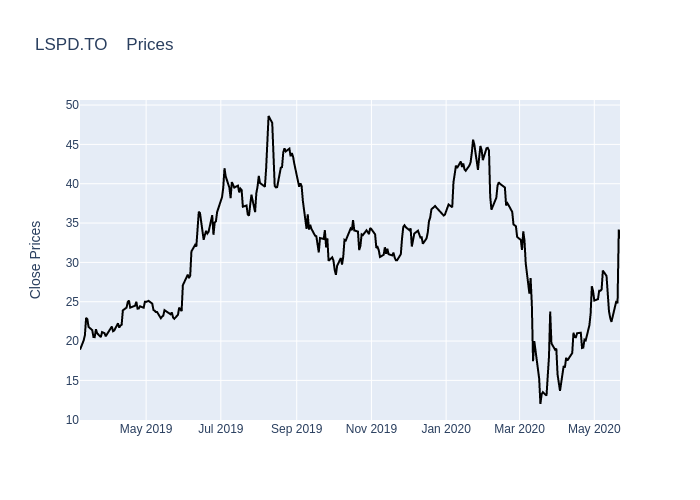 LSPD.TO    Prices
Close Prices
50
45
40
35
30
25
20
15
10
May 2019
Jul 2019
Sep 2019
Nov 2019
Jan 2020
Mar 2020
May 2020